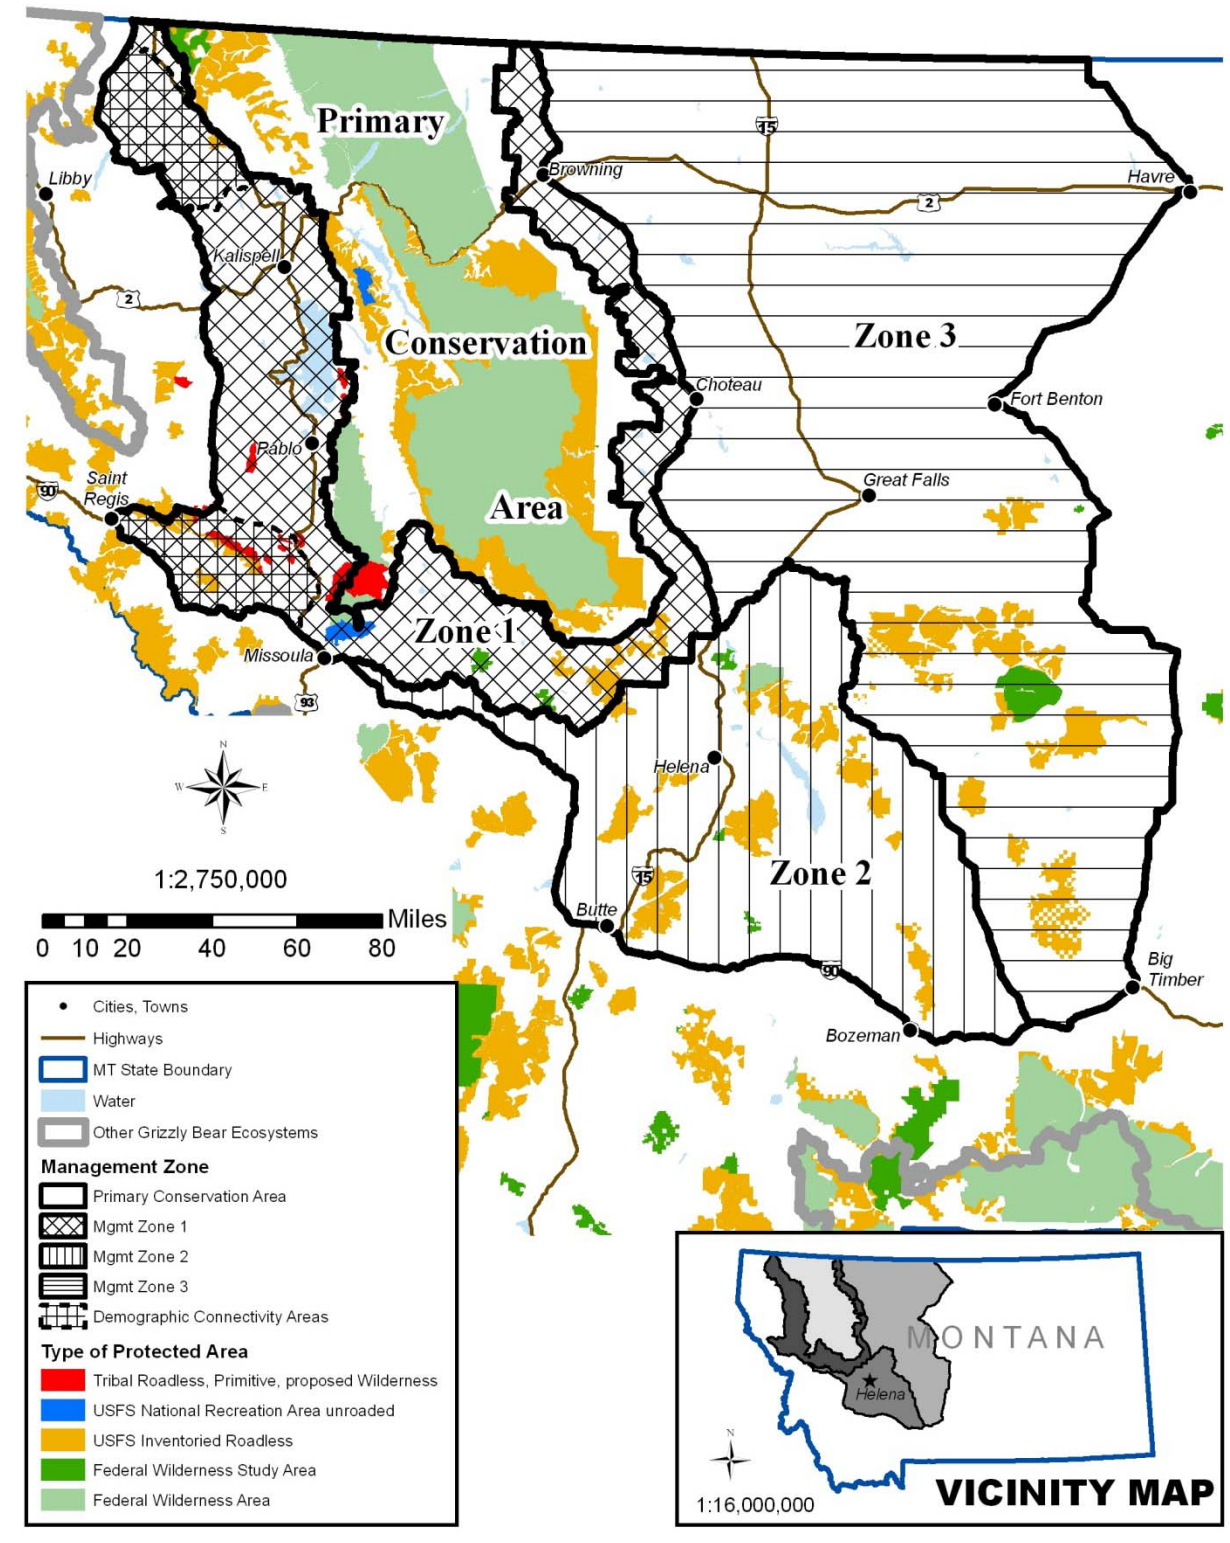 Primary
15
Browning
Havre
Libby
2
Kalispell
2
Conservation
Zone 3
Choteau
Fort Benton
Pablo
Saint
Regis
90
Great Falls
Area
Zone 1
Missoula
93
Helena
N
W E
S
Zone 2
15
1:2,750,000
Butte
Miles
0 10 20 40 60 80
90
Big
Timber
Bozeman
Cities, Towns
Highways
MT State Boundary
Water
Other Grizzly Bear Ecosystems
Management Zone
Primary Conservation Area
Mgmt Zone 1
Mgmt Zone 2
Mgmt Zone 3
Demographic Connectivity Areas
Type of Protected Area
Tribal Roadless, Primitive, proposed Wilderness
USFS National Recreation Area unroaded
USFS Inventoried Roadless
Federal Wilderness Study Area
Federal Wilderness Area
MONTANA
Helena
N
1:16,000,000
VICINITY MAP